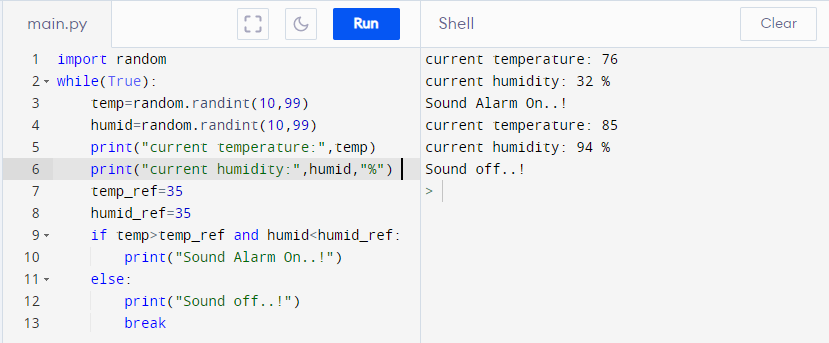 main.py Run Shell Clear
1 import random
2 while(True):
3     temp=random.randint(10,99)
4     humid=random.randint(10,99)
5     print("current temperature:",temp)
6     print("current humidity:",humid,"%")
7     temp_ref=35
8     humid_ref=35
9     if temp>temp_ref and humid<humid_ref:
10         print("Sound Alarm On..!")
11     else:
12         print("Sound off..!")
13         break
current temperature: 76
current humidity: 32 %
Sound Alarm On..!
current temperature: 85
current humidity: 94 %
Sound off..!
>